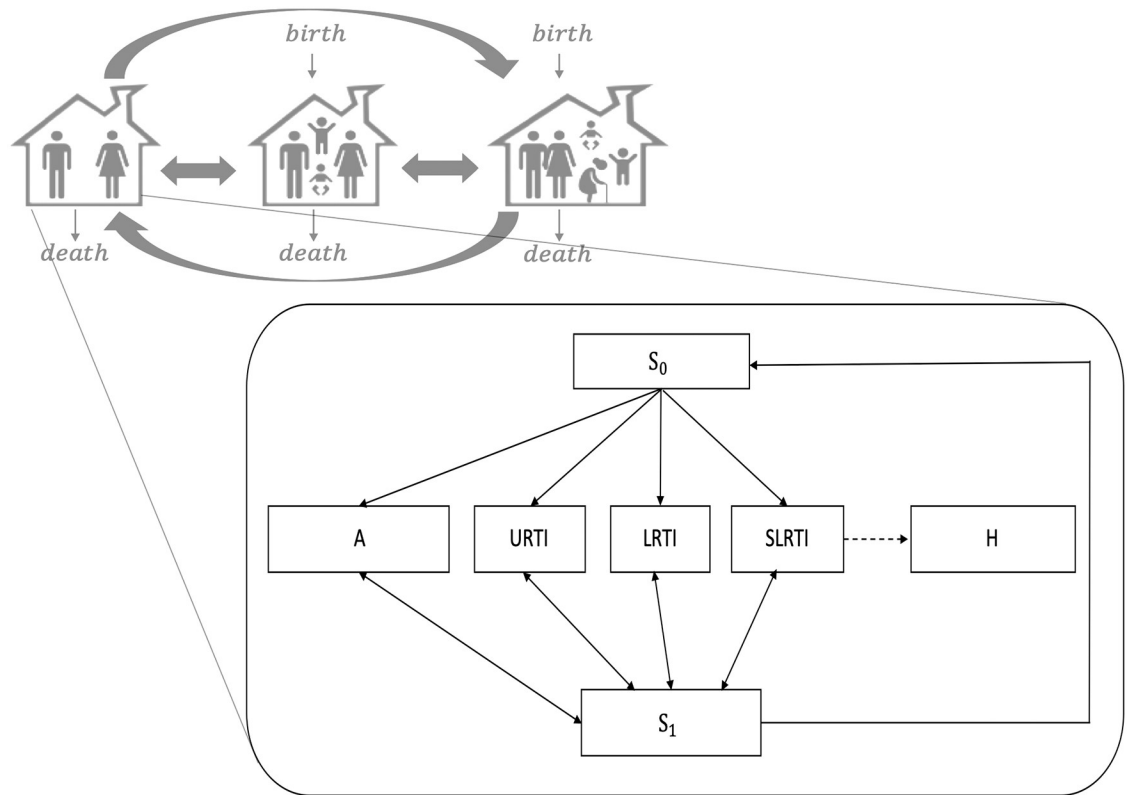 birth birth
death death death
S₀
A URTI LRTI SLRTI H
S₁